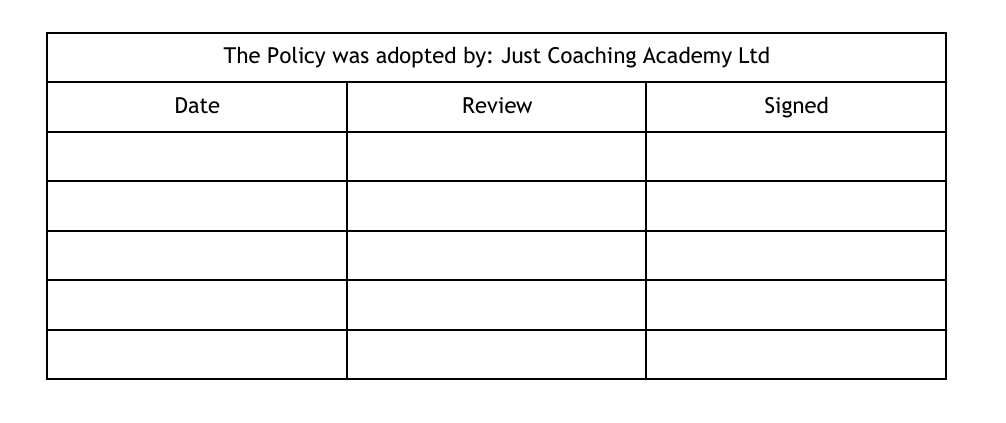 The Policy was adopted by: Just Coaching Academy Ltd
Date Review Signed